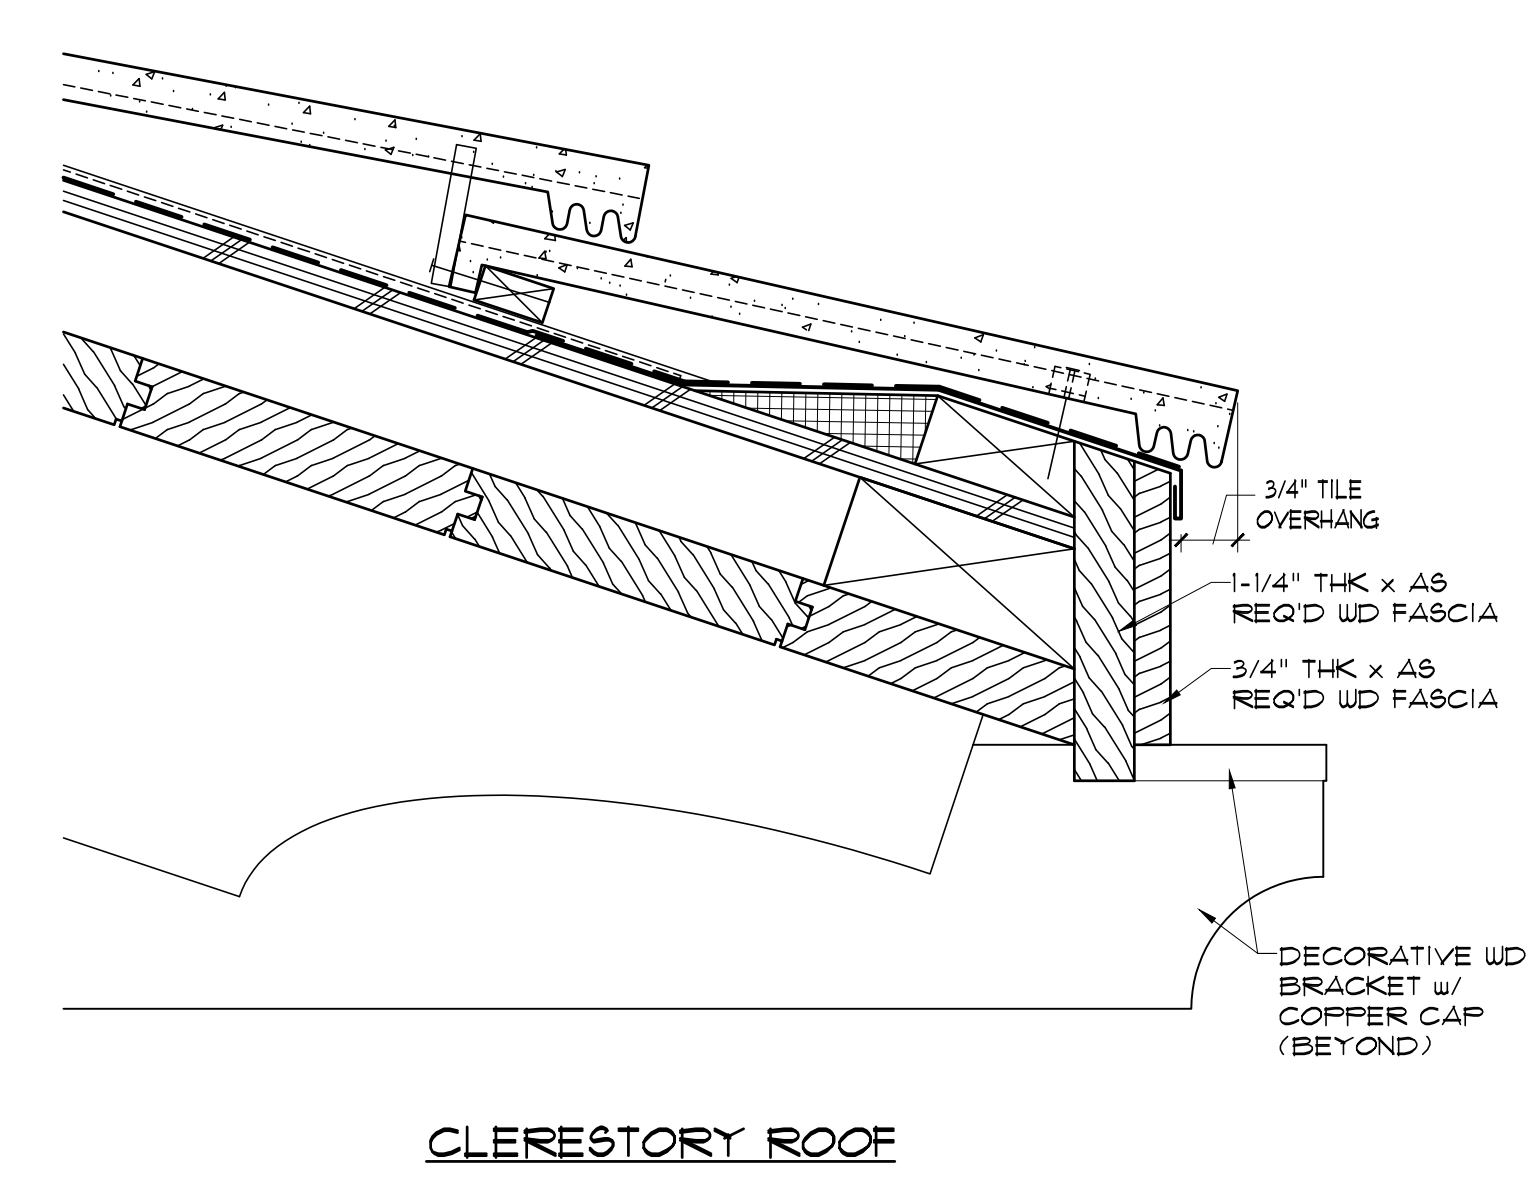 3/4" TILE
OVERHANG
1-1/4" THK x AS
REQ'D WD FASCIA
3/4" THK x AS
REQ'D WD FASCIA
DECORATIVE WD
BRACKET w/
COPPER CAP
(BEYOND)
CLERESTORY ROOF